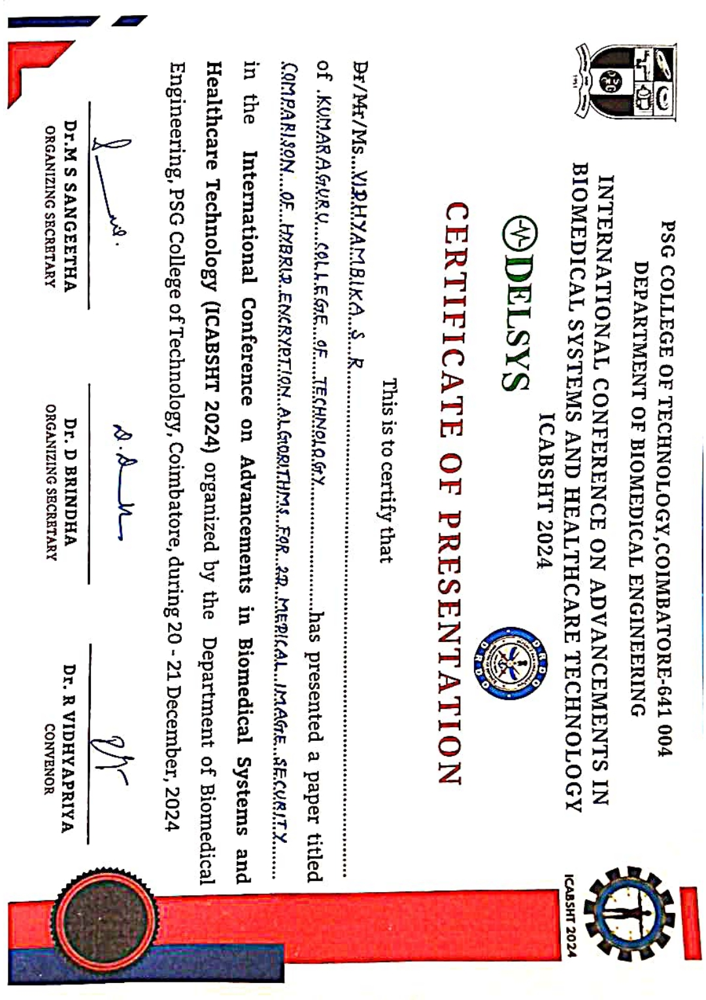 PSG COLLEGE OF TECHNOLOGY,COIMBATORE-641 004
DEPARTMENT OF BIOMEDICAL ENGINEERING
INTERNATIONAL CONFERENCE ON ADVANCEMENTS IN
BIOMEDICAL SYSTEMS AND HEALTHCARE TECHNOLOGY
ICABSHT 2024
1951
ICABSHT 2024
DELSYS
DRDO
DRDO
CERTIFICATE OF PRESENTATION
This is to certify that
Dr/Mr/Ms...VIDHYAMBIKA...S...R
of .KUMARAGURU...COLLEGE...OF...TECHNOLOGY...has presented a paper titled
COMPARISON...OF...HYBRID..ENCRYPTION..ALGORITHMS..FOR..2D..MEDICAL..IMAGE..SECURITY
in the International Conference on Advancements in Biomedical Systems and
Healthcare Technology (ICABSHT 2024) organized by the Department of Biomedical
Engineering, PSG College of Technology, Coimbatore, during 20 - 21 December, 2024
Dr.M S SANGEETHA
ORGANIZING SECRETARY
Dr. D BRINDHA
ORGANIZING SECRETARY
Dr. R VIDHYAPRIYA
CONVENOR